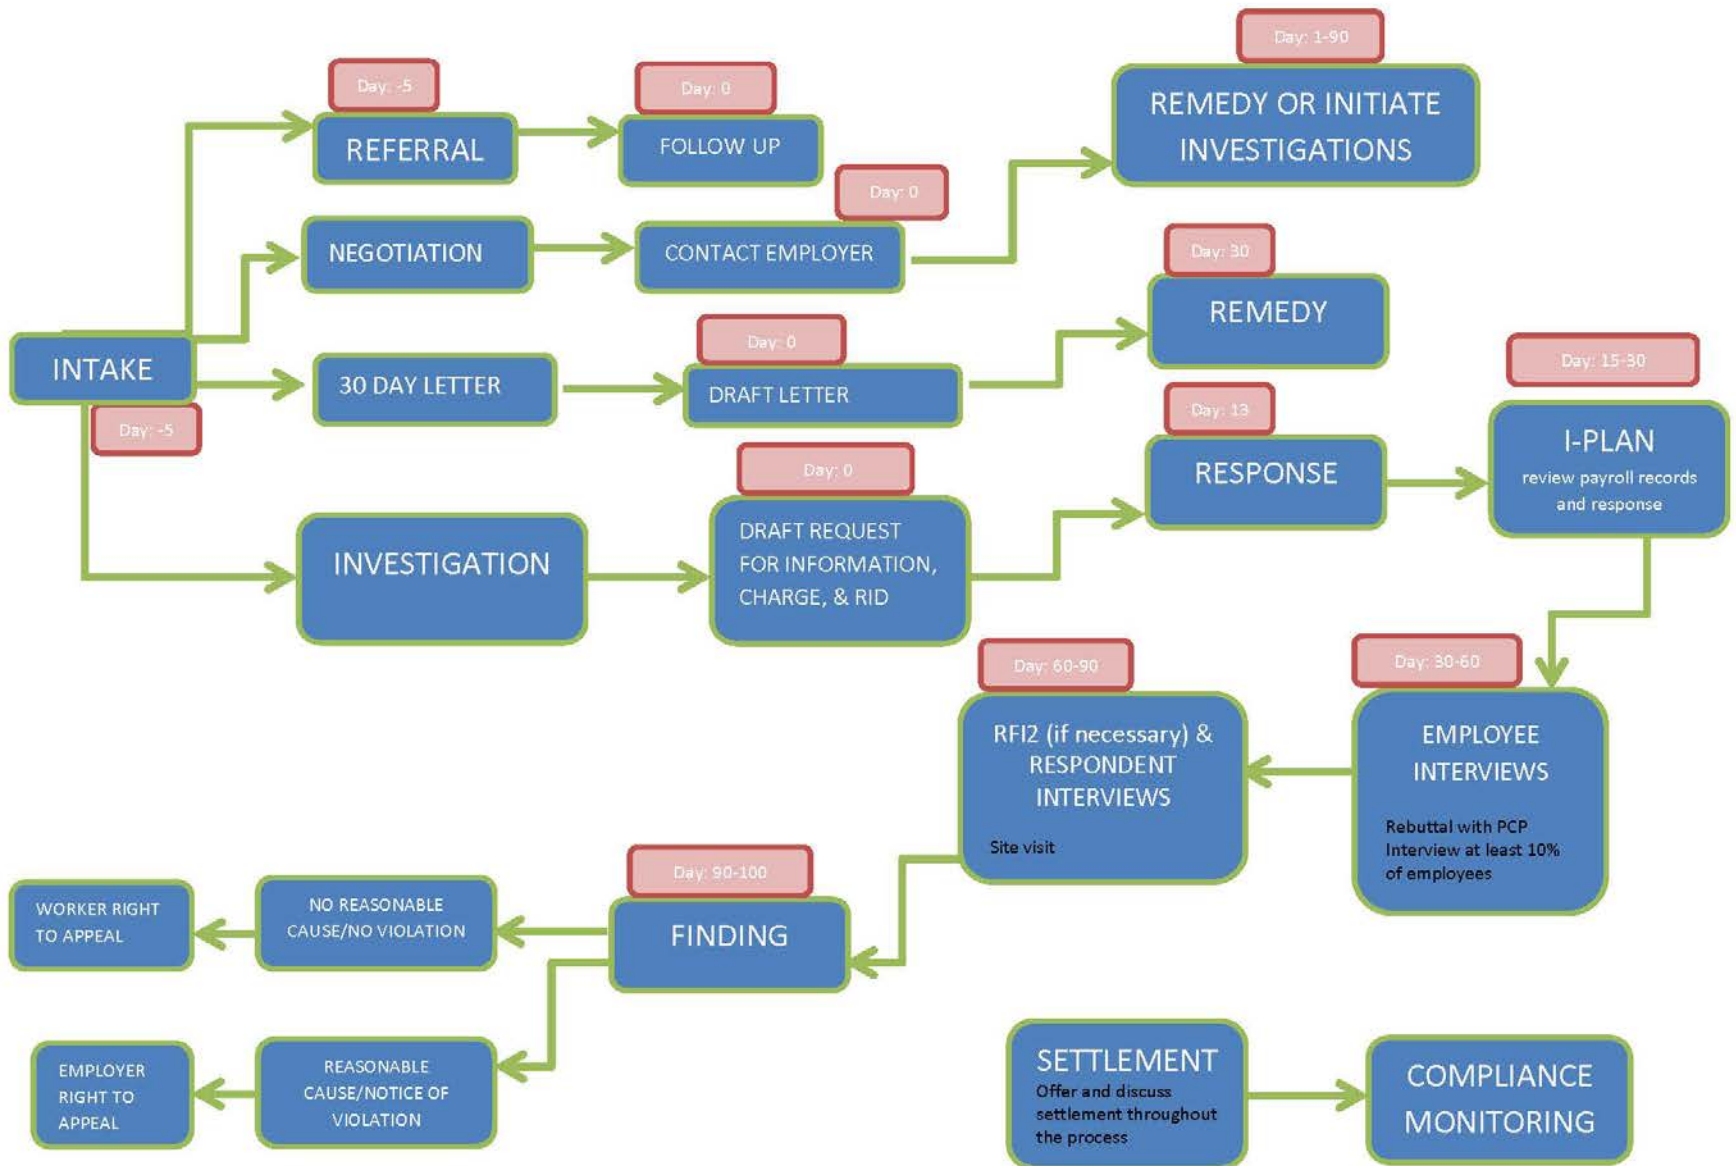 Day: -5
REFERRAL
Day: 0
FOLLOW UP
Day: 1-90
REMEDY OR INITIATE
INVESTIGATIONS
NEGOTIATION
Day: 0
CONTACT EMPLOYER
INTAKE
Day: -5
30 DAY LETTER
Day: 0
DRAFT LETTER
Day: 30
REMEDY
INVESTIGATION
Day: 0
DRAFT REQUEST
FOR INFORMATION,
CHARGE, & RID
Day: 13
RESPONSE
Day: 15-30
I-PLAN
review payroll records
and response
Day: 30-60
EMPLOYEE
INTERVIEWS
Rebuttal with PCP
Interview at least 10%
of employees
Day: 60-90
RFI2 (if necessary) &
RESPONDENT
INTERVIEWS
Site visit
Day: 90-100
FINDING
NO REASONABLE
CAUSE/NO VIOLATION
WORKER RIGHT
TO APPEAL
REASONABLE
CAUSE/NOTICE OF
VIOLATION
EMPLOYER
RIGHT TO
APPEAL
SETTLEMENT
Offer and discuss
settlement throughout
the process
COMPLIANCE
MONITORING